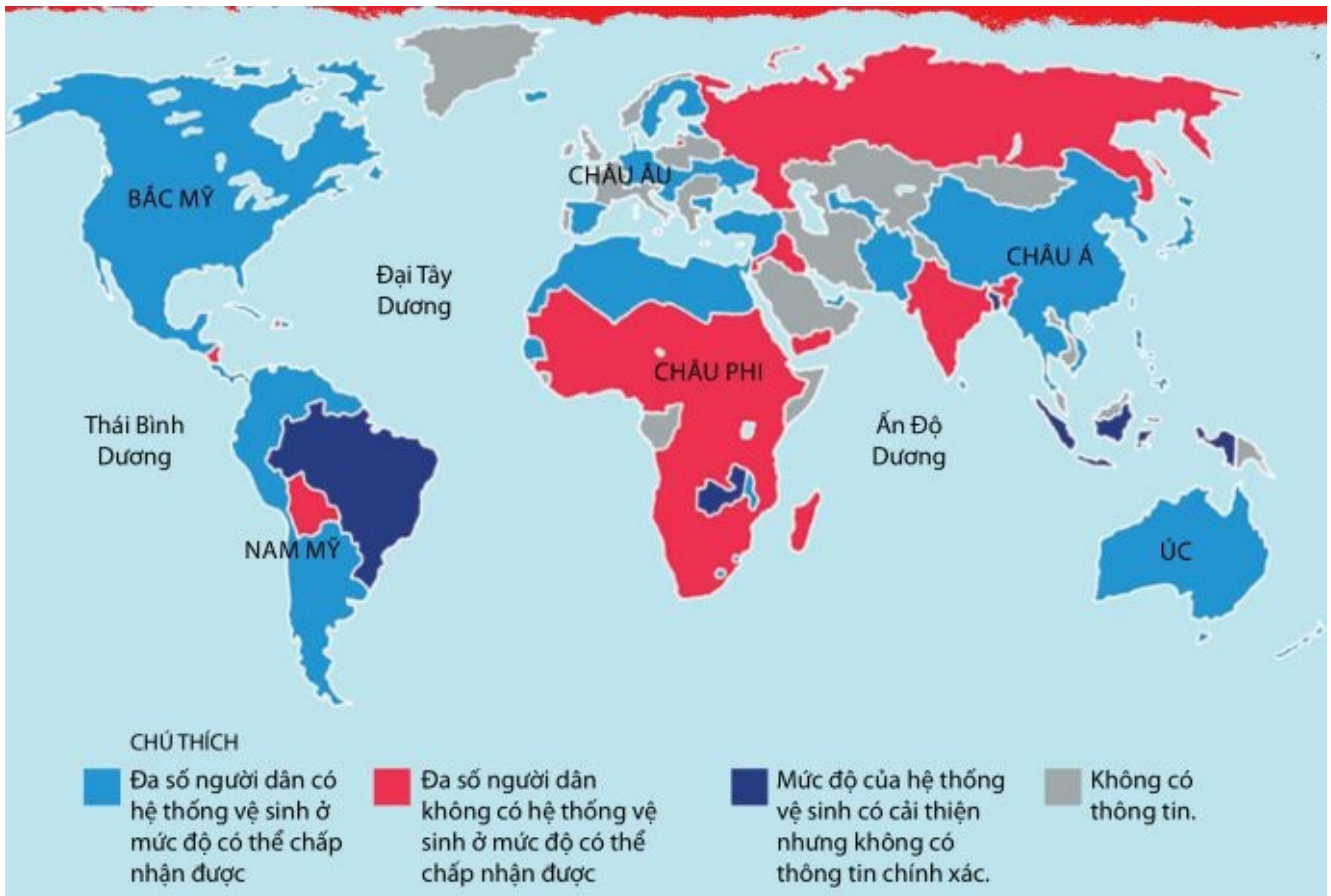 BẮC MỸ
CHÂU ÂU
CHÂU Á
Đại Tây
Dương
CHÂU PHI
Thái Bình
Dương
Ấn Độ
Dương
NAM MỸ
ÚC
CHÚ THÍCH
Đa số người dân có
hệ thống vệ sinh ở
mức độ có thể chấp
nhận được
Đa số người dân
không có hệ thống vệ
sinh ở mức độ có thể
chấp nhận được
Mức độ của hệ thống
vệ sinh có cải thiện
nhưng không có
thông tin chính xác.
Không có
thông tin.